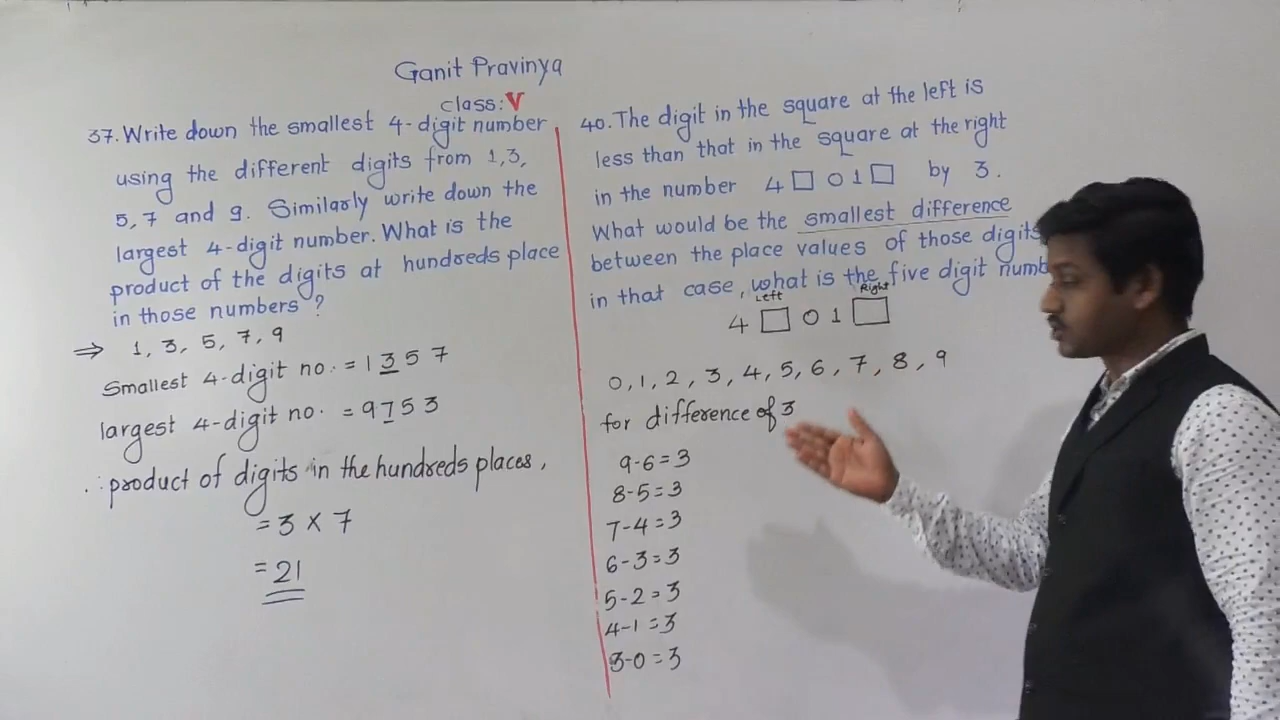 Ganit Pravinya
Class: V
37. Write down the smallest 4-digit number
using the different digits from 1,3,
5, 7 and 9. Similarly write down the
largest 4-digit number. What is the
product of the digits at hundreds place
in those numbers?
⇒ 1, 3, 5, 7, 9
Smallest 4-digit no. = 1357
largest 4-digit no. = 9753
∴ product of digits in the hundreds places,
= 3 × 7
= 21
40. The digit in the square at the left is
less than that in the square at the right
in the number 4 □ 0 1 □ by 3.
What would be the smallest difference
between the place values of those digits
in that case, what is the five digit numb
Left Right
4 □ 0 1 □
0, 1, 2, 3, 4, 5, 6, 7, 8, 9
for difference of 3
9-6=3
8-5=3
7-4=3
6-3=3
5-2=3
4-1=3
3-0=3